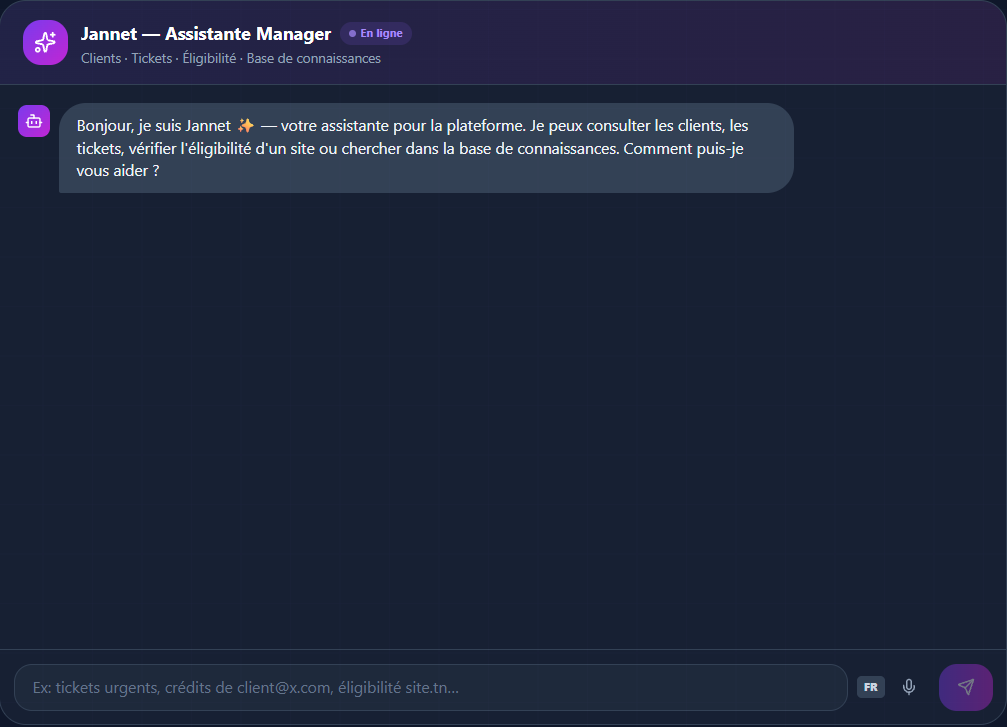 Jannet — Assistante Manager
En ligne
Clients · Tickets · Éligibilité · Base de connaissances
Bonjour, je suis Jannet ✨ — votre assistante pour la plateforme. Je peux consulter les clients, les
tickets, vérifier l'éligibilité d'un site ou chercher dans la base de connaissances. Comment puis-je
vous aider ?
Ex: tickets urgents, crédits de client@x.com, éligibilité site.tn...
FR